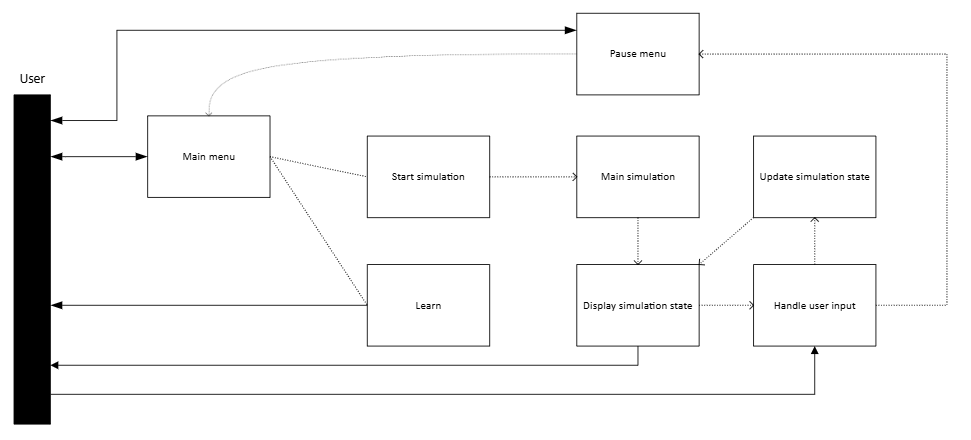 Pause menu
User
Main menu
Start simulation
Main simulation
Update simulation state
Learn
Display simulation state
Handle user input